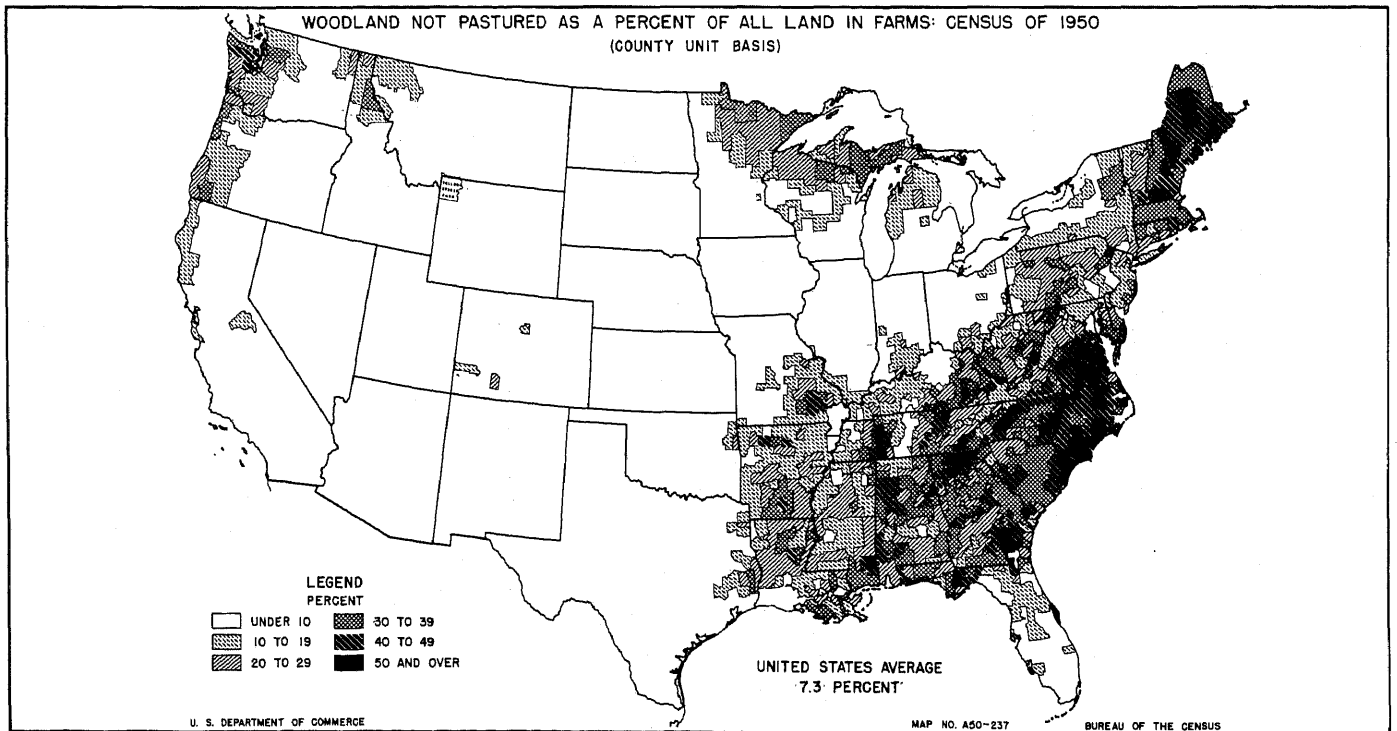 WOODLAND NOT PASTURED AS A PERCENT OF ALL LAND IN FARMS: CENSUS OF 1950
(COUNTY UNIT BASIS)
LEGEND
PERCENT
UNDER 10
30 TO 39
10 TO 19
40 TO 49
20 TO 29
50 AND OVER
UNITED STATES AVERAGE
7.3 PERCENT
U. S. DEPARTMENT OF COMMERCE
MAP NO. A50-237
BUREAU OF THE CENSUS